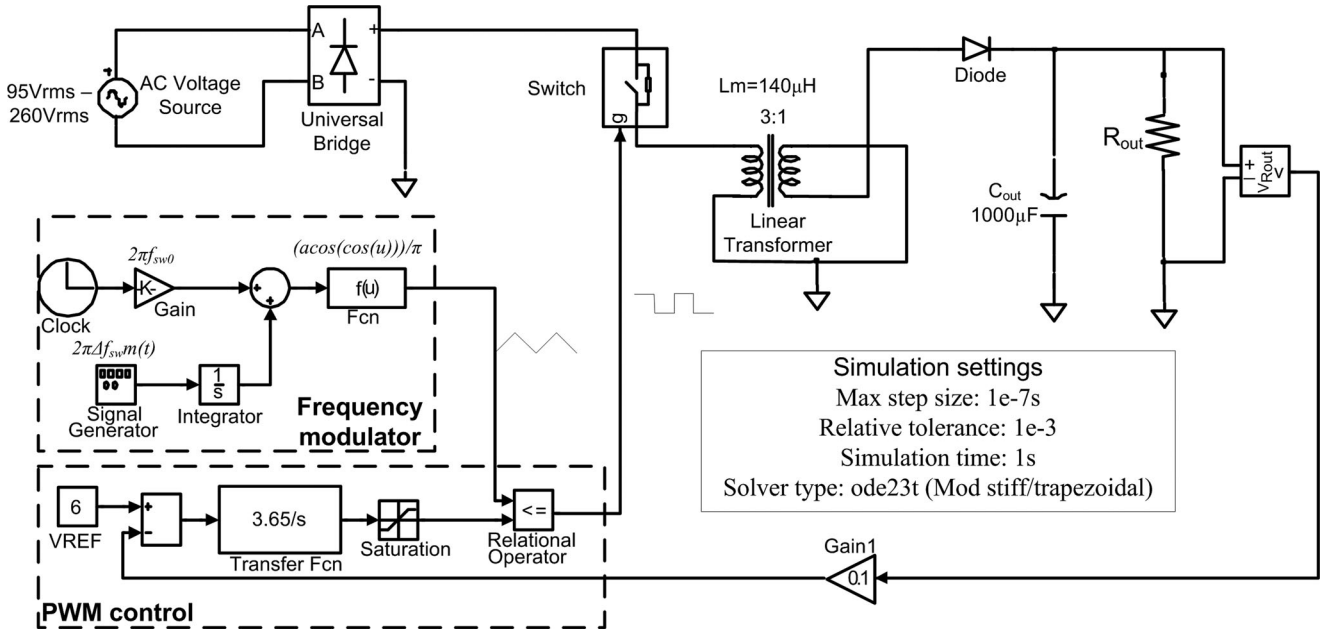 95Vrms –
260Vrms
AC Voltage
Source
A
B
+
-
Universal
Bridge
Switch
g
Lm=140μH
3:1
Linear
Transformer
Diode
Cout
1000μF
Rout
+
–
VRout
v
2πfsw0
(acos(cos(u)))/π
Clock
-K-
Gain
+
+
f(u)
Fcn
2πΔfswm(t)
Signal
Generator
1
s
Integrator
Frequency
modulator
Simulation settings
Max step size: 1e-7s
Relative tolerance: 1e-3
Simulation time: 1s
Solver type: ode23t (Mod stiff/trapezoidal)
6
VREF
+
-
3.65/s
Transfer Fcn
Saturation
<=
Relational
Operator
Gain1
0.1
PWM control